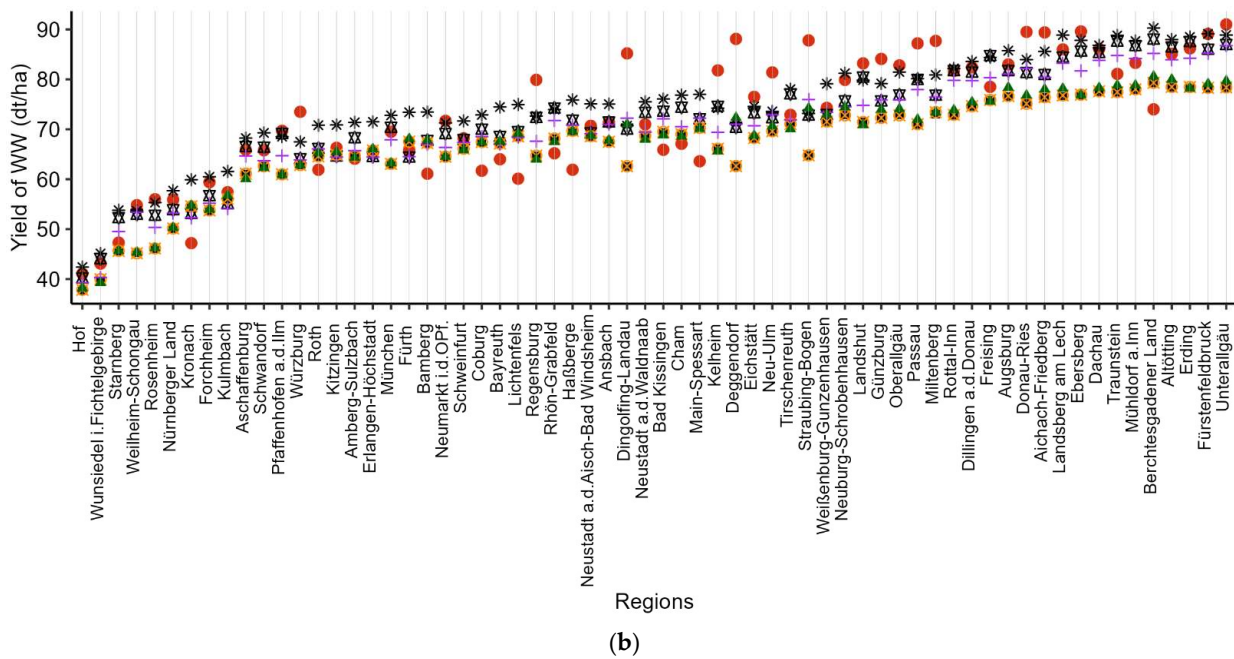 Yield of WW (dt/ha)
90
80
70
60
50
40
Hof
Wunsiedel i.Fichtelgebirge
Starnberg
Weilheim-Schongau
Rosenheim
Nürnberger Land
Kronach
Forchheim
Kulmbach
Aschaffenburg
Schwandorf
Pfaffenhofen a.d.Ilm
Würzburg
Roth
Kitzingen
Amberg-Sulzbach
Erlangen-Höchstadt
München
Fürth
Bamberg
Neumarkt i.d.OPf.
Schweinfurt
Coburg
Bayreuth
Lichtenfels
Regensburg
Rhön-Grabfeld
Haßberge
Neustadt a.d.Aisch-Bad Windsheim
Ansbach
Dingolfing-Landau
Neustadt a.d.Waldnaab
Bad Kissingen
Cham
Main-Spessart
Kelheim
Deggendorf
Eichstätt
Neu-Ulm
Tirschenreuth
Straubing-Bogen
Weißenburg-Gunzenhausen
Neuburg-Schrobenhausen
Landshut
Günzburg
Oberallgäu
Passau
Miltenberg
Rottal-Inn
Dillingen a.d.Donau
Freising
Augsburg
Donau-Ries
Aichach-Friedberg
Landsberg am Lech
Ebersberg
Dachau
Traunstein
Mühldorf a.Inn
Berchtesgadener Land
Altötting
Erding
Fürstenfeldbruck
Unterallgäu
Regions
(b)